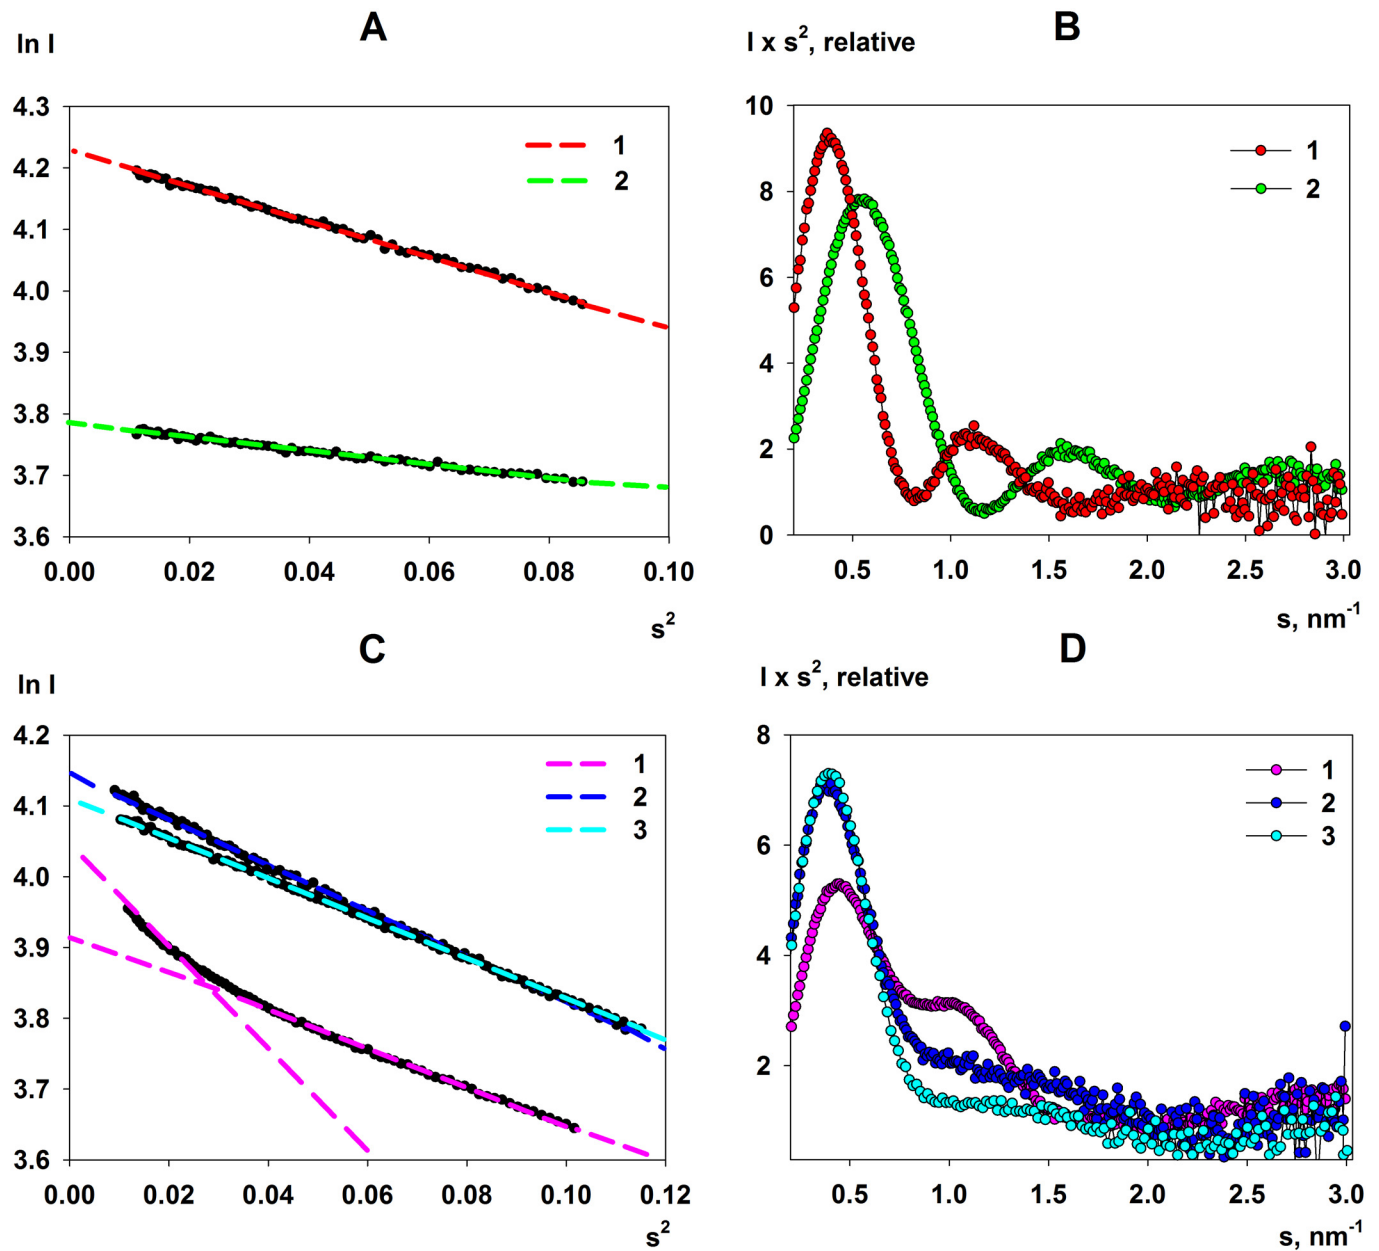 A
ln I
4.3
4.2
4.1
4.0
3.9
3.8
3.7
3.6
0.00 0.02 0.04 0.06 0.08 0.10
s²
1
2
B
I x s², relative
10
8
6
4
2
0
0.5 1.0 1.5 2.0 2.5 3.0
s, nm⁻¹
1
2
C
ln I
4.2
4.1
4.0
3.9
3.8
3.7
3.6
0.00 0.02 0.04 0.06 0.08 0.10 0.12
s²
1
2
3
D
I x s², relative
8
6
4
2
0.5 1.0 1.5 2.0 2.5 3.0
s, nm⁻¹
1
2
3